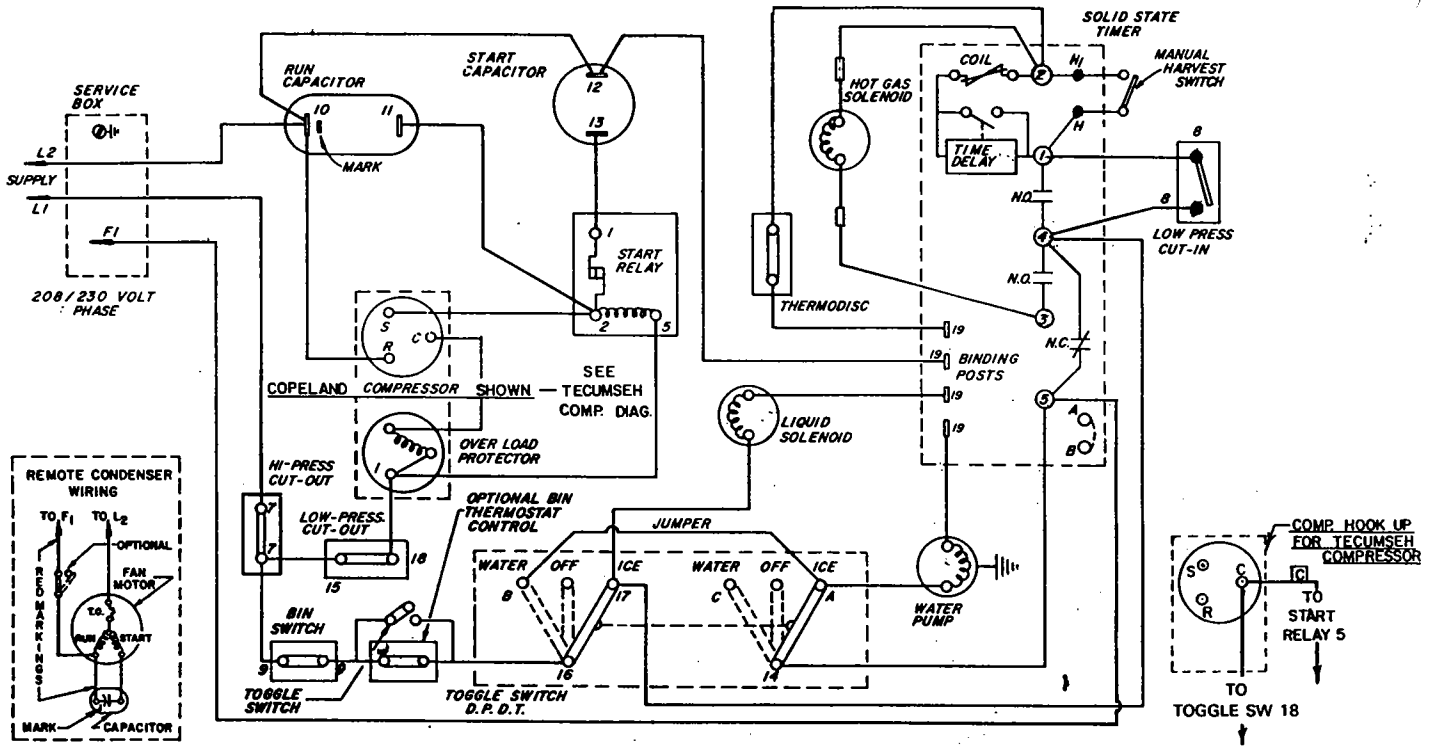 SOLID STATE
TIMER
SERVICE
BOX
RUN
CAPACITOR
10
11
MARK
START
CAPACITOR
12
13
HOT GAS
SOLENOID
COIL
2
H1
H
MANUAL
HARVEST
SWITCH
TIME
DELAY
1
8
8
LOW PRESS
CUT-IN
N.O.
4
N.O.
3
N.C.
5
A
B
L2
SUPPLY
L1
F1
208/230 VOLT
PHASE
1
START
RELAY
2
5
THERMODISC
19
19
BINDING
POSTS
19
19
S
C
R
COPELAND COMPRESSOR SHOWN —
SEE
TECUMSEH
COMP. DIAG.
1
OVER LOAD
PROTECTOR
LIQUID
SOLENOID
HI-PRESS
CUT-OUT
7
7
LOW-PRESS.
CUT-OUT
15
18
OPTIONAL BIN
THERMOSTAT
CONTROL
JUMPER
WATER
OFF
ICE
B
17
16
WATER
OFF
ICE
C
A
14
WATER
PUMP
BIN
SWITCH
9
9
TOGGLE
SWITCH
TOGGLE SWITCH
D.P.D.T.
REMOTE CONDENSER
WIRING
TO F1
TO L2
OPTIONAL
FAN
MOTOR
RED MARKINGS
T.O.
RUN
START
MARK
CAPACITOR
COMP. HOOK UP
FOR TECUMSEH
COMPRESSOR
S
C
R
C
TO
START
RELAY 5
TO
TOGGLE SW 18